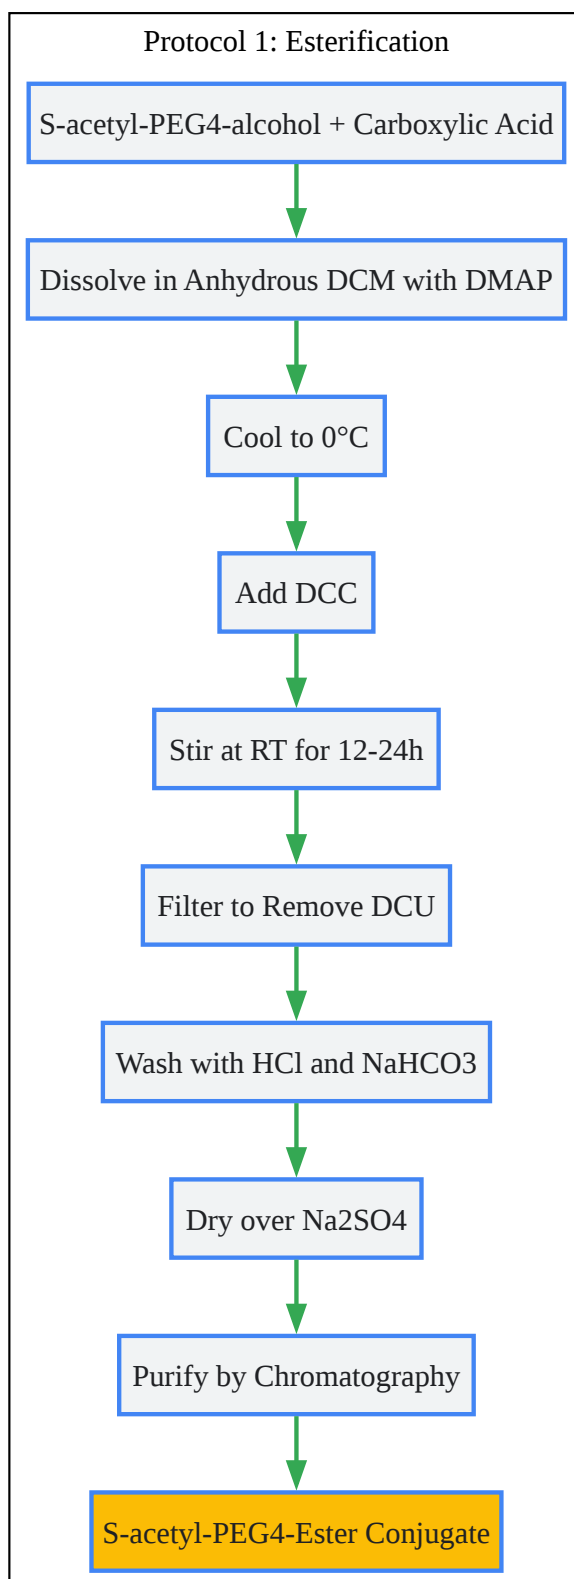 Protocol 1: Esterification
S-acetyl-PEG4-alcohol + Carboxylic Acid
Dissolve in Anhydrous DCM with DMAP
Cool to 0°C
Add DCC
Stir at RT for 12-24h
Filter to Remove DCU
Wash with HCl and NaHCO3
Dry over Na2SO4
Purify by Chromatography
S-acetyl-PEG4-Ester Conjugate